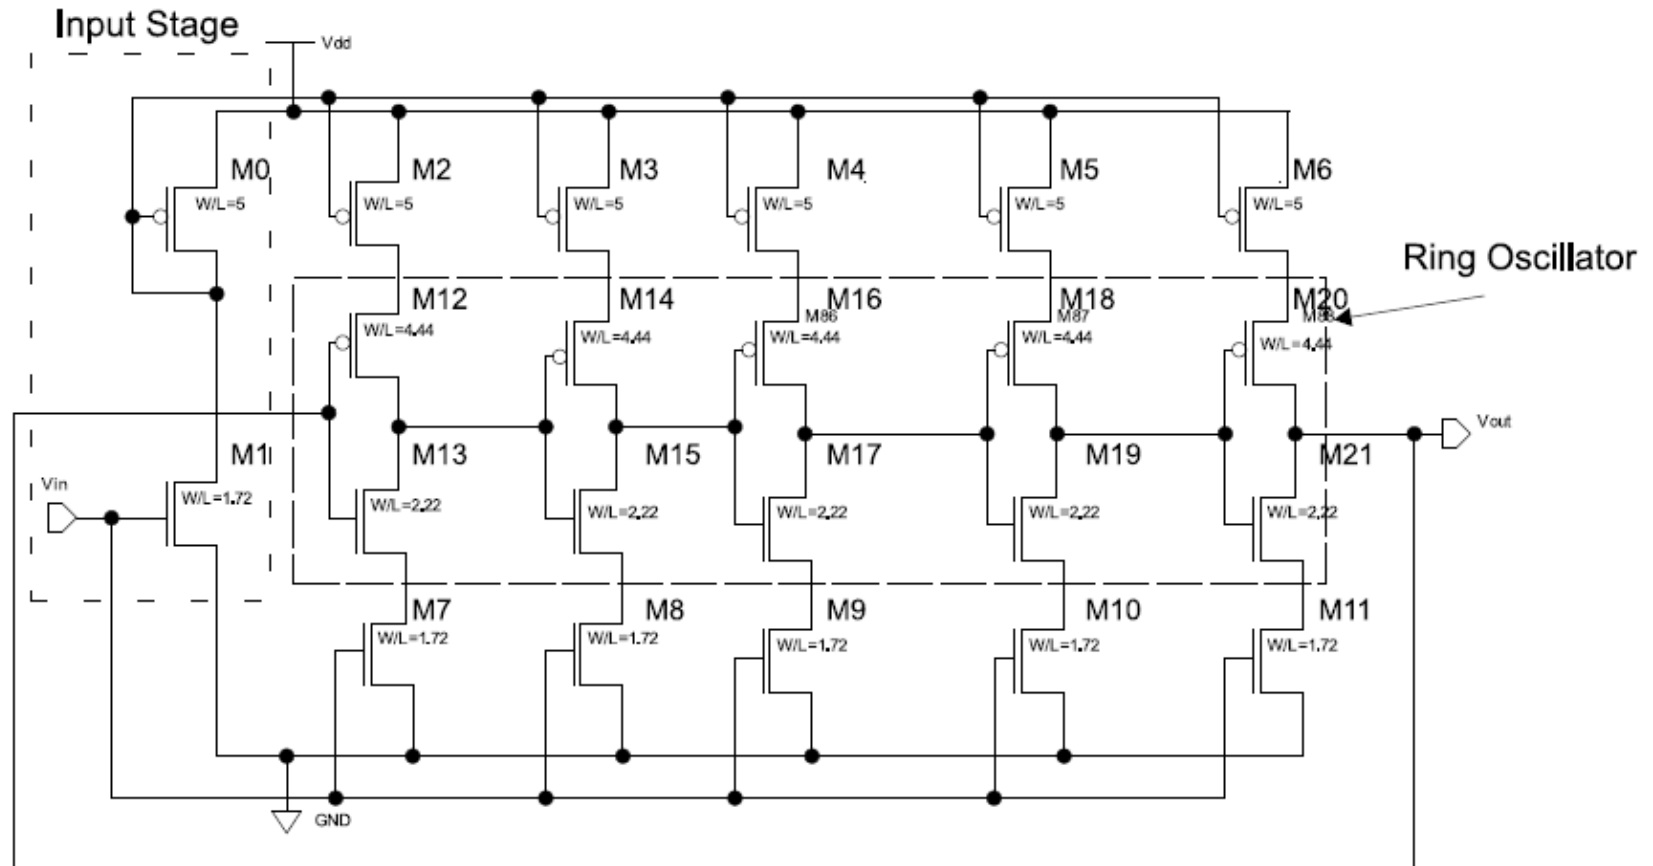 Input Stage
Vdd
M0
M2
M3
M4
M5
M6
W/L=5
W/L=5
W/L=5
W/L=5
W/L=5
W/L=5
Ring Oscillator
M12
M14
M16
M18
M20
M86
M87
W/L=4.44
W/L=4.44
W/L=4.44
W/L=4.44
W/L=4.44
Vout
M1
M13
M15
M17
M19
M21
Vin
W/L=1.72
W/L=2.22
W/L=2.22
W/L=2.22
W/L=2.22
W/L=2.22
M7
M8
M9
M10
M11
W/L=1.72
W/L=1.72
W/L=1.72
W/L=1.72
W/L=1.72
GND